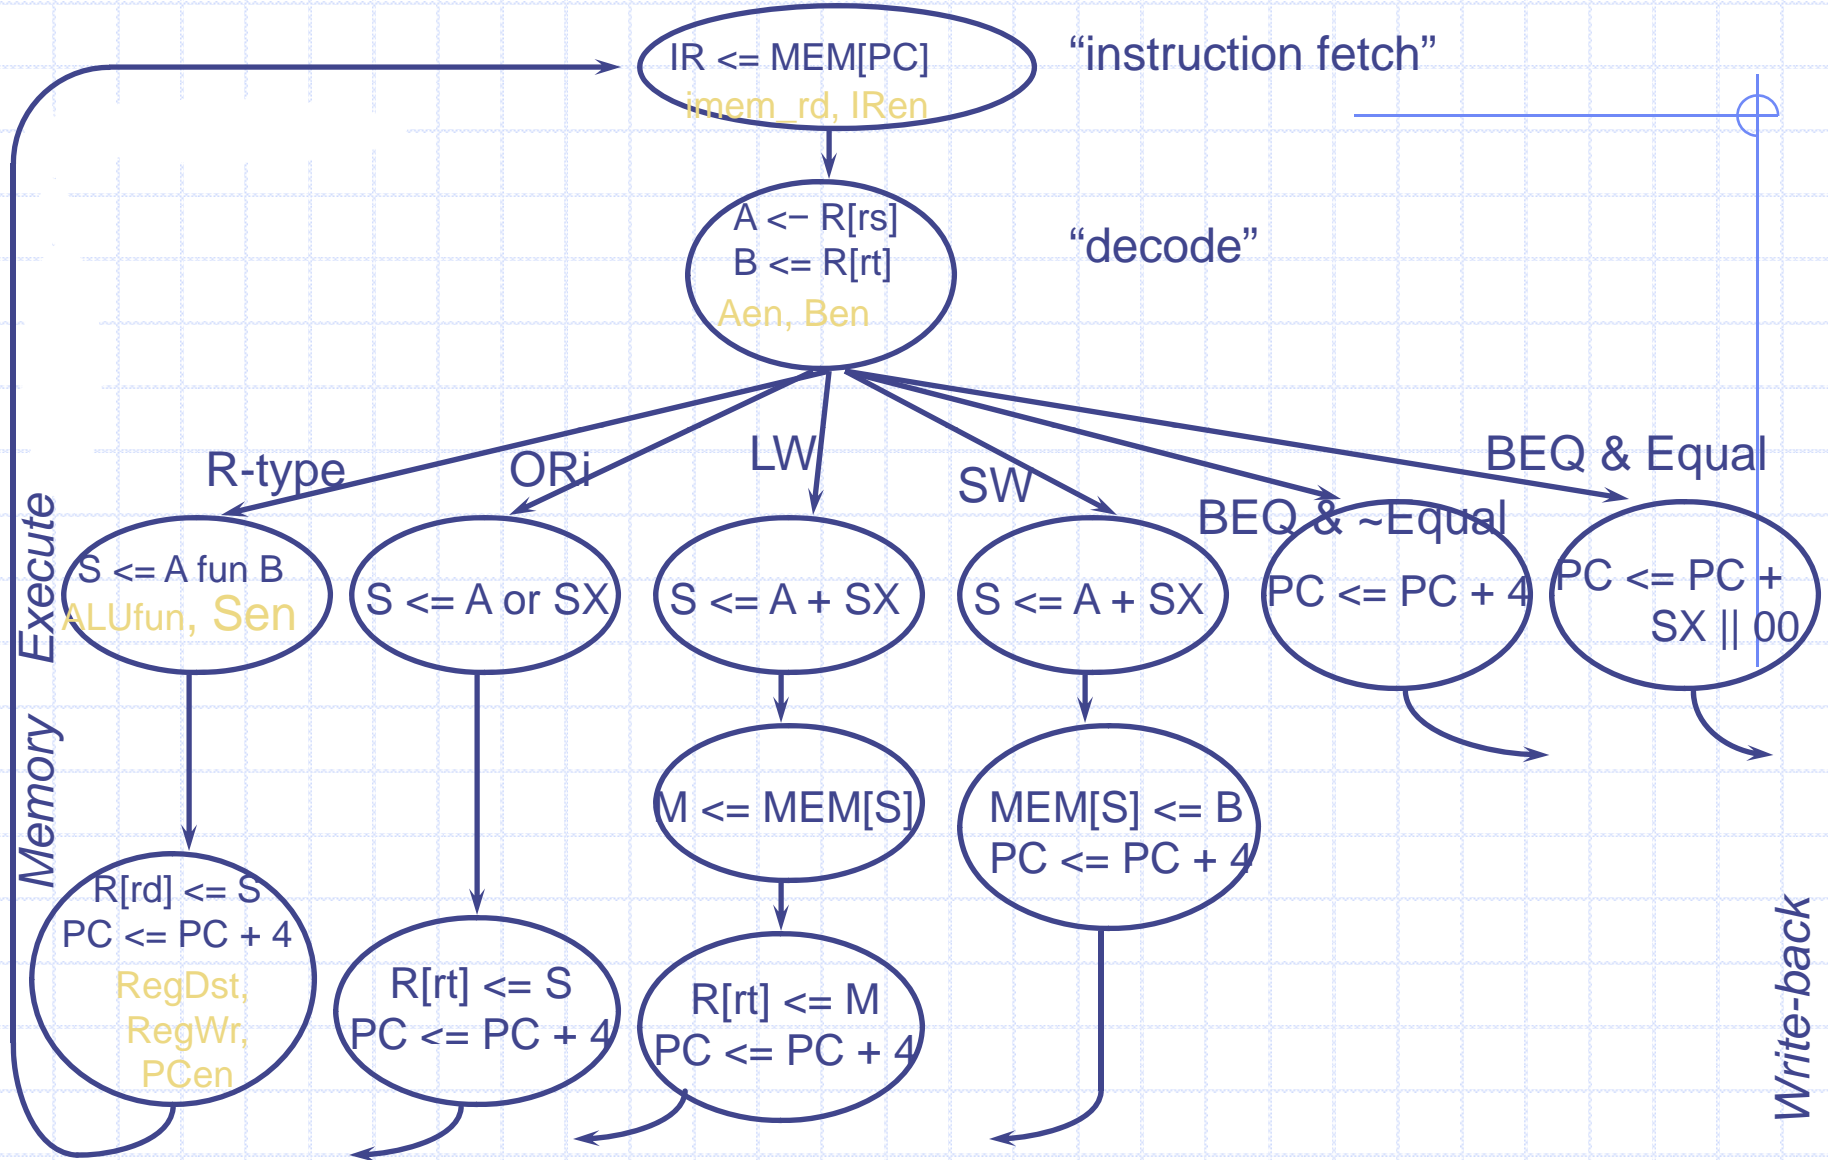 IR <= MEM[PC]
imem_rd, IRen
“instruction fetch”
A <− R[rs]
B <= R[rt]
Aen, Ben
“decode”
R-type
ORi
LW
SW
BEQ & ~Equal
BEQ & Equal
Execute
S <= A fun B
ALUfun, Sen
S <= A or SX
S <= A + SX
S <= A + SX
PC <= PC + 4
PC <= PC +
SX || 00
Memory
M <= MEM[S]
MEM[S] <= B
PC <= PC + 4
R[rd] <= S
PC <= PC + 4
RegDst,
RegWr,
PCen
R[rt] <= S
PC <= PC + 4
R[rt] <= M
PC <= PC + 4
Write-back